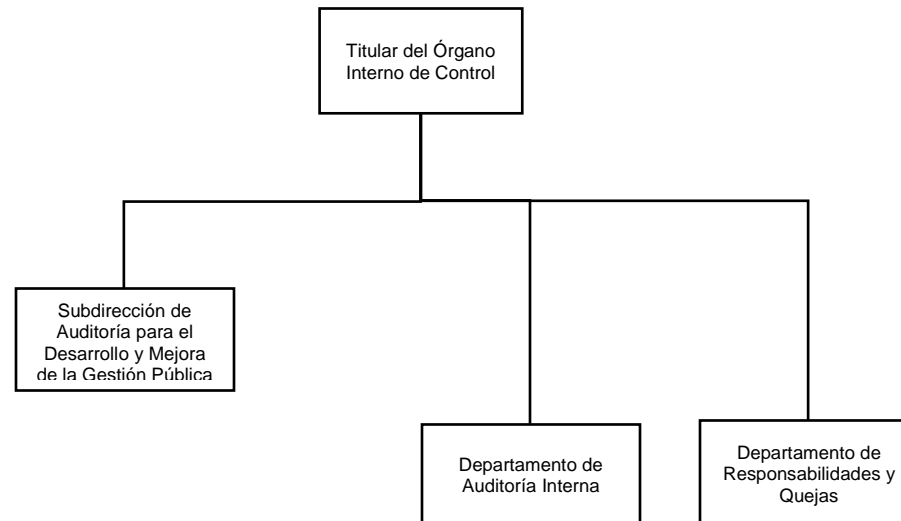 Titular del Órgano
Interno de Control
Subdirección de
Auditoría para el
Desarrollo y Mejora
de la Gestión Pública
Departamento de
Auditoría Interna
Departamento de
Responsabilidades y
Quejas